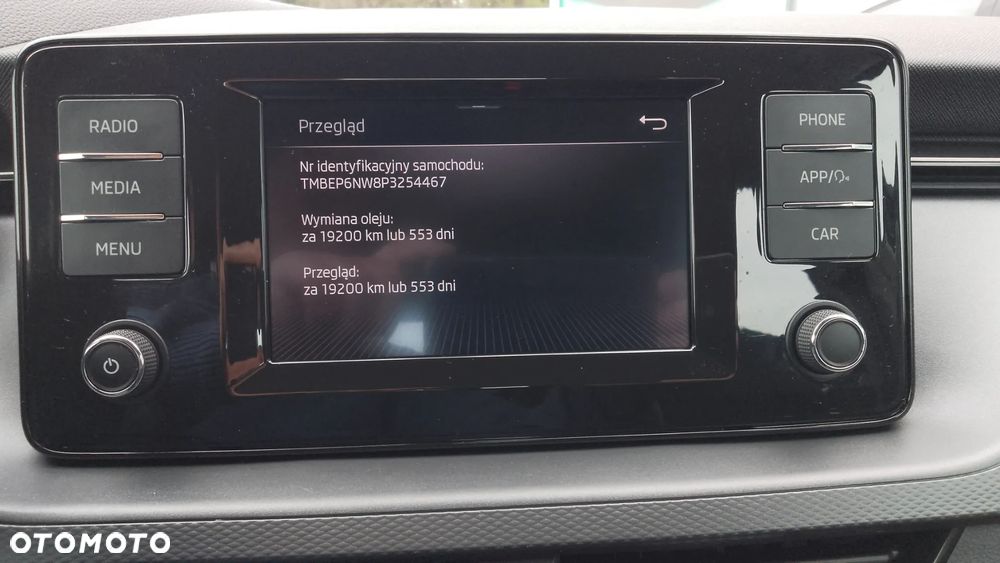 RADIO
MEDIA
MENU
Przegląd
Nr identyfikacyjny samochodu:
TMBEP6NW8P3254467
Wymiana oleju:
za 19200 km lub 553 dni
Przegląd:
za 19200 km lub 553 dni
PHONE
APP/
CAR
OTOMOTO